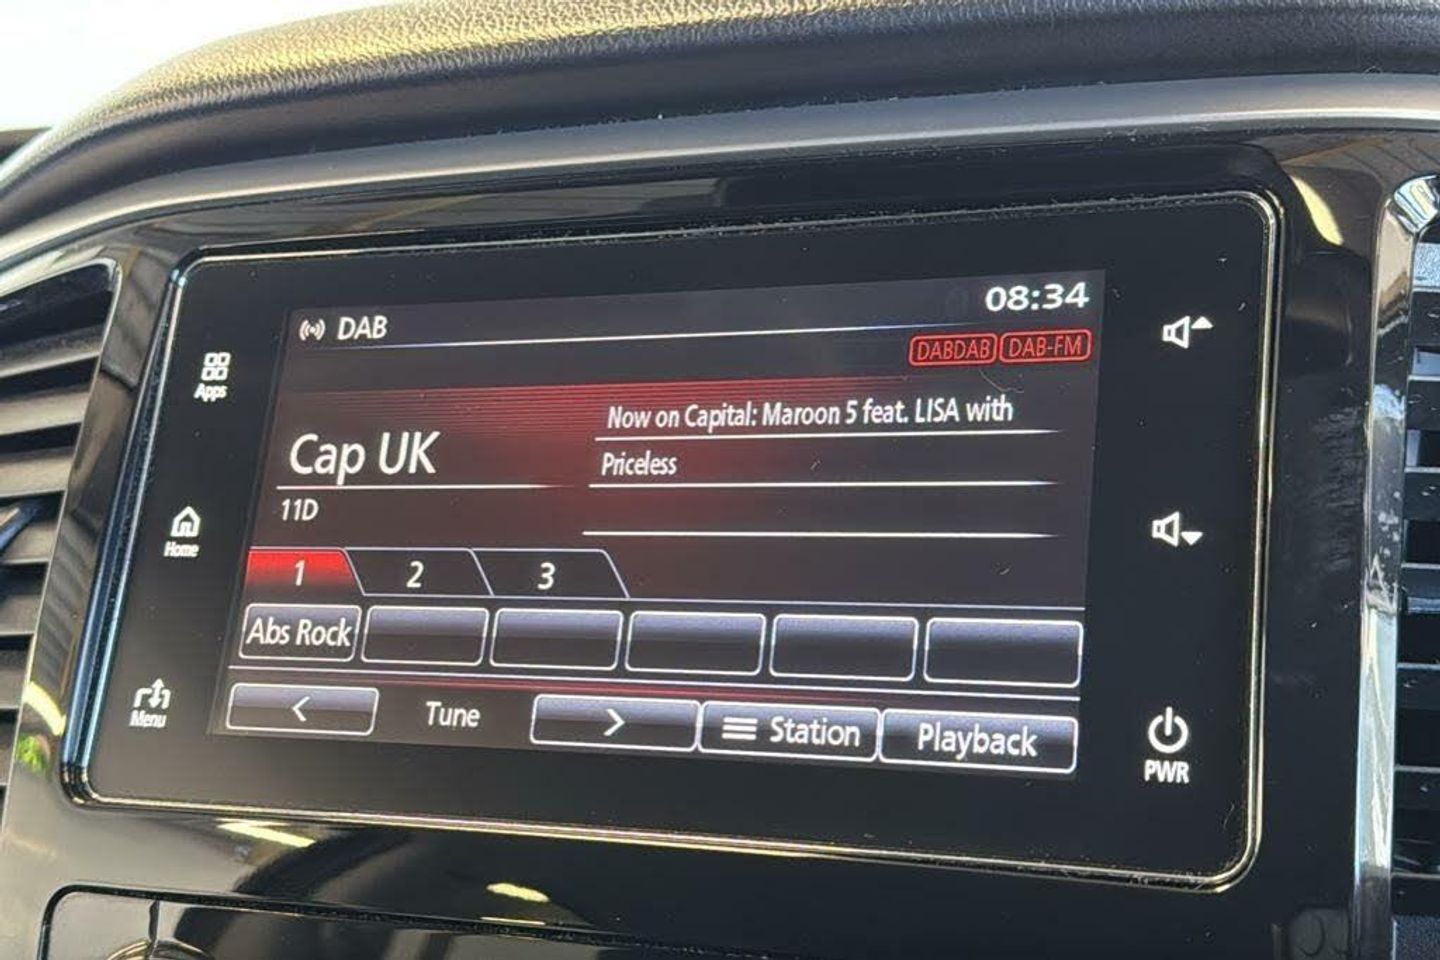 DAB
08:34
DABDAB DAB-FM
Apps
Now on Capital: Maroon 5 feat. LISA with
Cap UK
Priceless
11D
Home
1 2 3
Abs Rock
Menu
< Tune > Station Playback
PWR